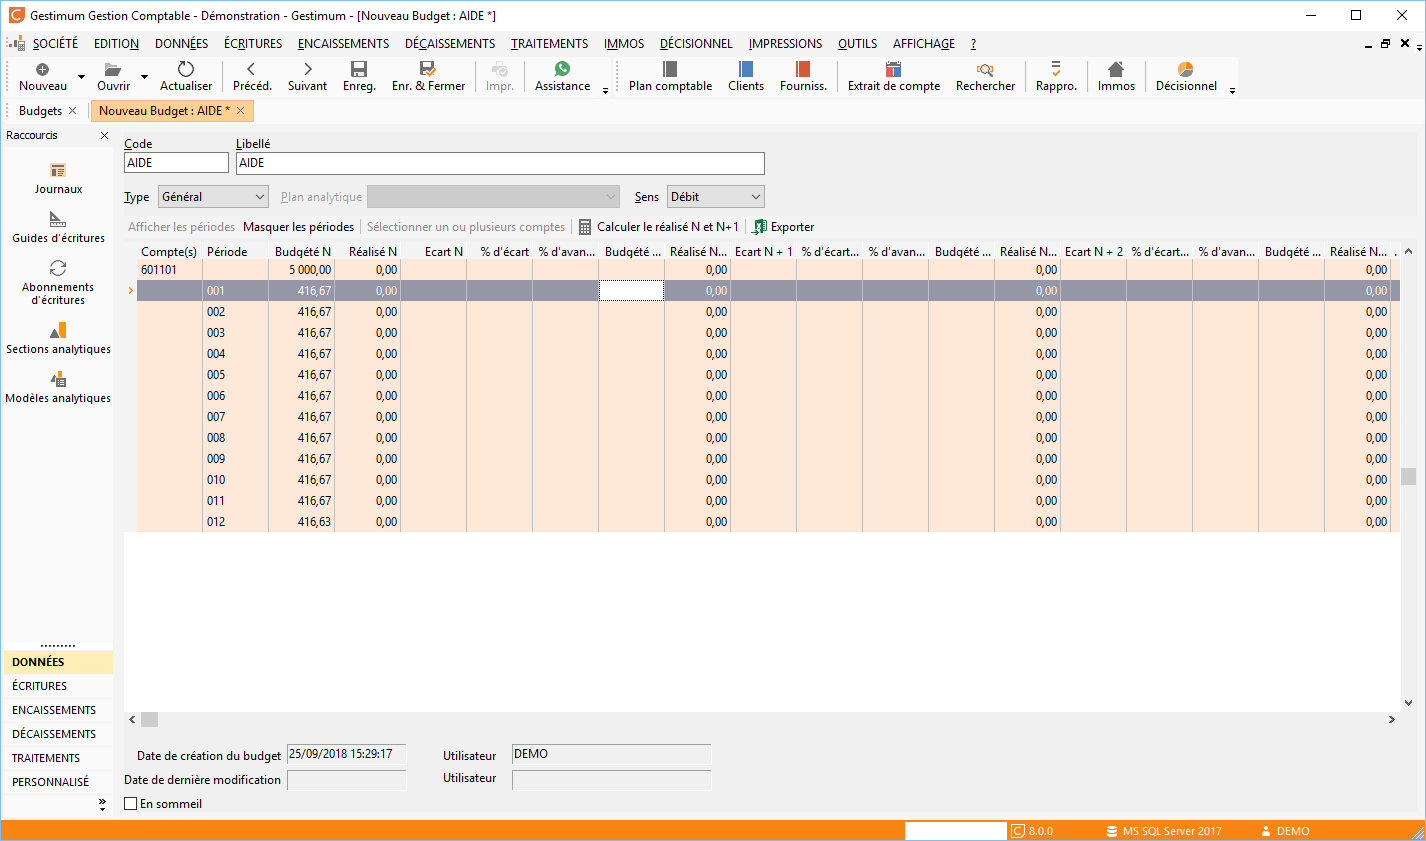 Gestimum Gestion Comptable - Démonstration - Gestimum - [Nouveau Budget : AIDE *]
SOCIÉTÉ EDITION DONNÉES ÉCRITURES ENCAISSEMENTS DÉCAISSEMENTS TRAITEMENTS IMMOS DÉCISIONNEL IMPRESSIONS OUTILS AFFICHAGE ?
Nouveau Ouvrir Actualiser Précéd. Suivant Enreg. Enr. & Fermer Impr. Assistance Plan comptable Clients Fourniss. Extrait de compte Rechercher Rappro. Immos Décisionnel
Budgets Nouveau Budget : AIDE *
Raccourcis
Journaux
Guides d'écritures
Abonnements
d'écritures
Sections analytiques
Modèles analytiques
DONNÉES
ÉCRITURES
ENCAISSEMENTS
DÉCAISSEMENTS
TRAITEMENTS
PERSONNALISÉ
Code Libellé
AIDE AIDE
Type Général Plan analytique Sens Débit
Afficher les périodes Masquer les périodes Sélectionner un ou plusieurs comptes Calculer le réalisé N et N+1 Exporter
Compte(s) Période Budgété N Réalisé N Ecart N % d'écart % d'avan... Budgété ... Réalisé N... Ecart N + 1 % d'écart... % d'avan... Budgété ... Réalisé N... Ecart N + 2 % d'écart... % d'avan... Budgété ... Réalisé N... .
601101 5 000,00 0,00 0,00 0,00 0,00
001 416,67 0,00 0,00 0,00 0,00
002 416,67 0,00 0,00 0,00 0,00
003 416,67 0,00 0,00 0,00 0,00
004 416,67 0,00 0,00 0,00 0,00
005 416,67 0,00 0,00 0,00 0,00
006 416,67 0,00 0,00 0,00 0,00
007 416,67 0,00 0,00 0,00 0,00
008 416,67 0,00 0,00 0,00 0,00
009 416,67 0,00 0,00 0,00 0,00
010 416,67 0,00 0,00 0,00 0,00
011 416,67 0,00 0,00 0,00 0,00
012 416,63 0,00 0,00 0,00 0,00
Date de création du budget 25/09/2018 15:29:17 Utilisateur DEMO
Date de dernière modification Utilisateur
En sommeil
8.0.0 MS SQL Server 2017 DEMO